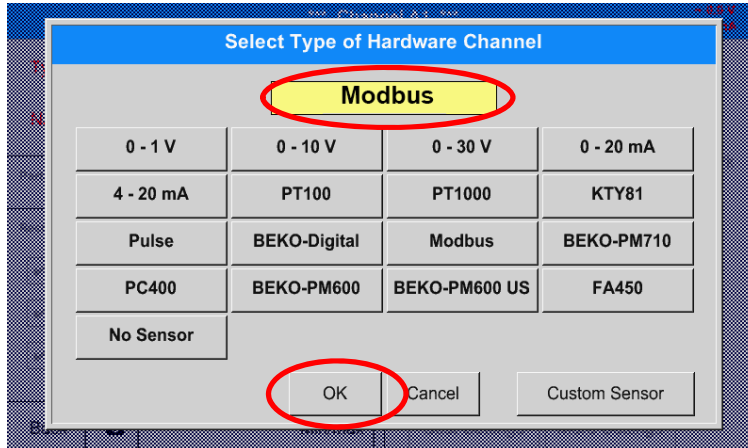 *** Channel A1 ***
Select Type of Hardware Channel
Modbus
0 - 1 V 0 - 10 V 0 - 30 V 0 - 20 mA
4 - 20 mA PT100 PT1000 KTY81
Pulse BEKO-Digital Modbus BEKO-PM710
PC400 BEKO-PM600 BEKO-PM600 US FA450
No Sensor
OK Cancel Custom Sensor